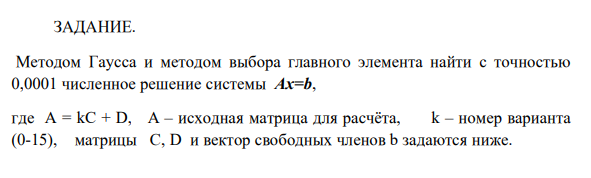 ЗАДАНИЕ.
Методом Гаусса и методом выбора главного элемента найти с точностью
0,0001 численное решение системы Ax=b,
где A = kC + D, A – исходная матрица для расчёта, k – номер варианта
(0-15), матрицы C, D и вектор свободных членов b задаются ниже.